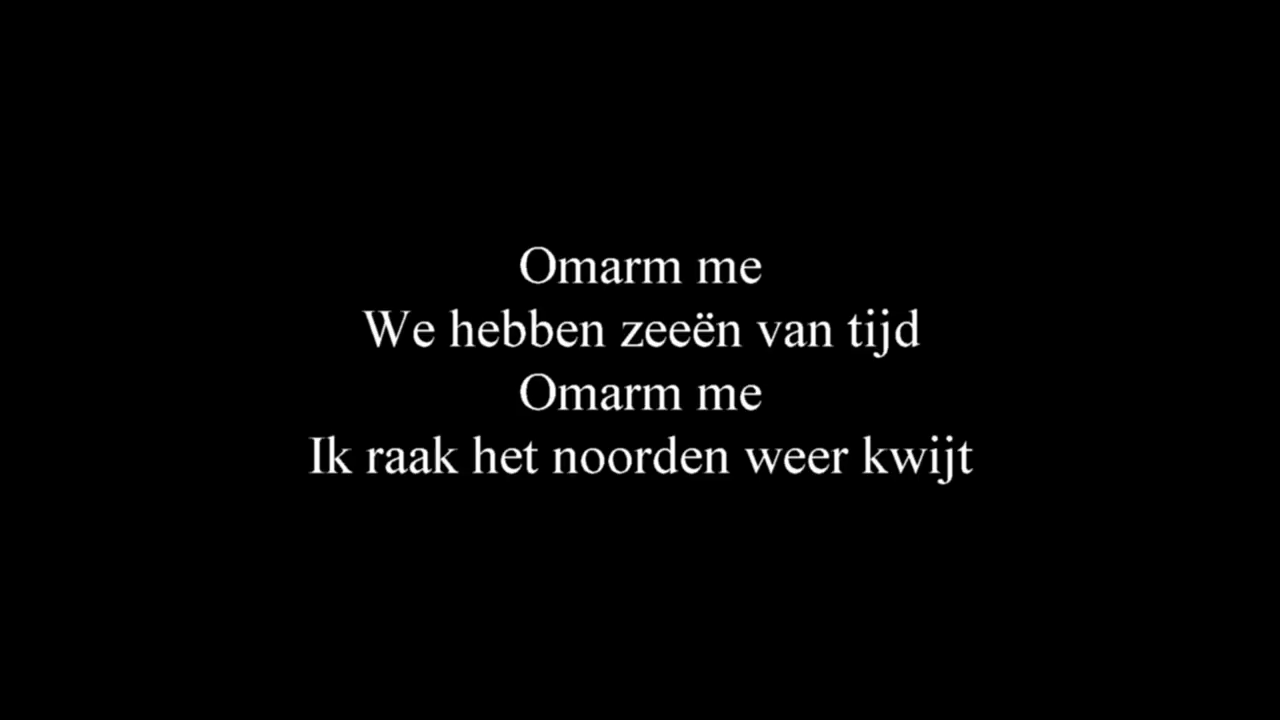 Omarm me
We hebben zeeën van tijd
Omarm me
Ik raak het noorden weer kwijt